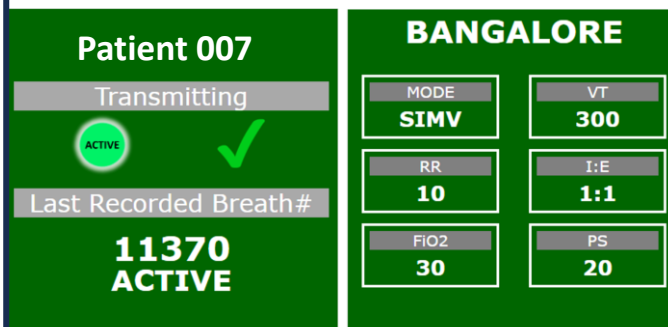 Patient 007
Transmitting
ACTIVE
Last Recorded Breath#
11370
ACTIVE
BANGALORE
MODE
SIMV
VT
300
RR
10
I:E
1:1
FiO2
30
PS
20